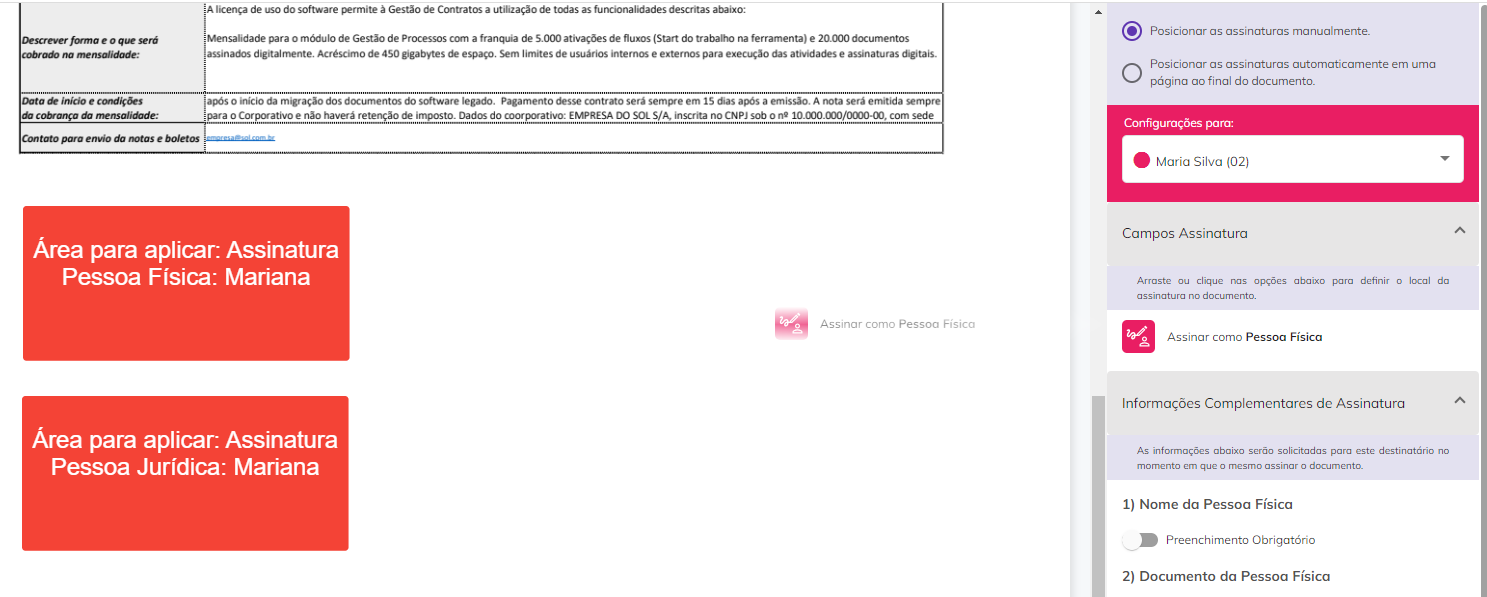 A licença de uso do software permite à Gestão de Contratos a utilização de todas as funcionalidades descritas abaixo:
Descrever forma e o que será
cobrado na mensalidade:
Mensalidade para o módulo de Gestão de Processos com a franquia de 5.000 ativações de fluxos (Start do trabalho na ferramenta) e 20.000 documentos
assinados digitalmente. Acréscimo de 450 gigabytes de espaço. Sem limites de usuários internos e externos para execução das atividades e assinaturas digitais.
Data de início e condições
da cobrança da mensalidade:
após o início da migração dos documentos do software legado. Pagamento desse contrato será sempre em 15 dias após a emissão. A nota será emitida sempre
para o Corporativo e não haverá retenção de imposto. Dados do coorporativo: EMPRESA DO SOL S/A, inscrita no CNPJ sob o nº 10.000.000/0000-00, com sede
Contato para envio da notas e boletos
empresa@sol.com.br
Área para aplicar: Assinatura
Pessoa Física: Mariana
Assinar como Pessoa Física
Área para aplicar: Assinatura
Pessoa Jurídica: Mariana
Posicionar as assinaturas manualmente.
Posicionar as assinaturas automaticamente em uma
página ao final do documento.
Configurações para:
Maria Silva (02)
Campos Assinatura
Arraste ou clique nas opções abaixo para definir o local da
assinatura no documento.
Assinar como Pessoa Física
Informações Complementares de Assinatura
As informações abaixo serão solicitadas para este destinatário no
momento em que o mesmo assinar o documento.
1) Nome da Pessoa Física
Preenchimento Obrigatório
2) Documento da Pessoa Física